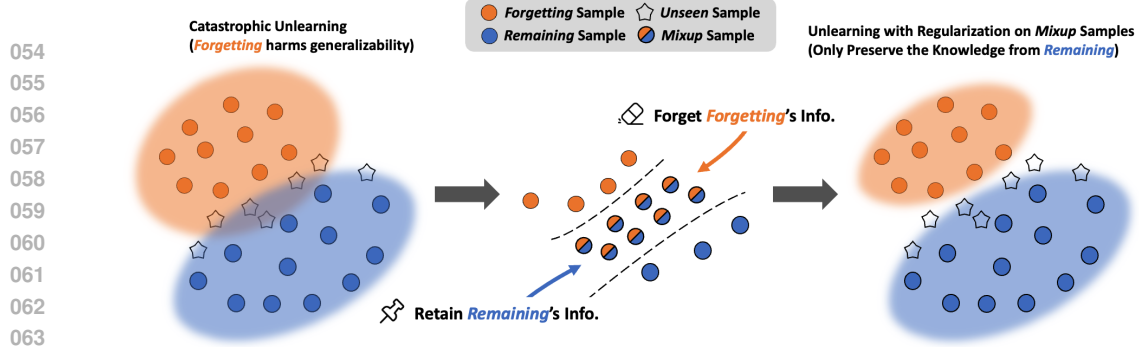 054
055
056
057
058
059
060
061
062
063
Catastrophic Unlearning
(Forgetting harms generalizability)
Forgetting Sample
Unseen Sample
Remaining Sample
Mixup Sample
Forget Forgetting's Info.
Retain Remaining's Info.
Unlearning with Regularization on Mixup Samples
(Only Preserve the Knowledge from Remaining)